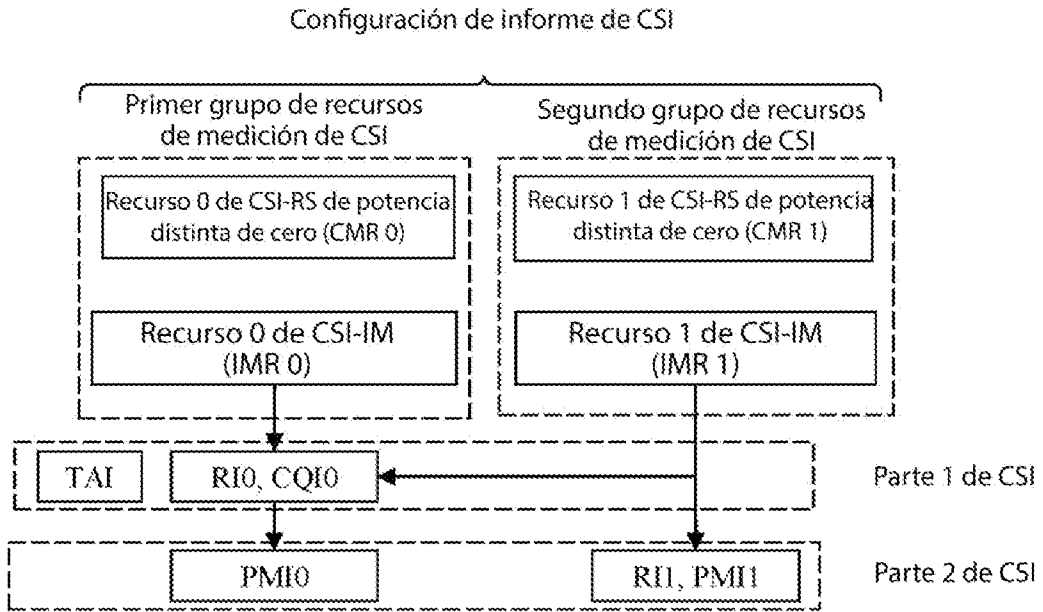 Configuración de informe de CSI
Primer grupo de recursos
de medición de CSI
Segundo grupo de recursos
de medición de CSI
Recurso 0 de CSI-RS de potencia
distinta de cero (CMR 0)
Recurso 1 de CSI-RS de potencia
distinta de cero (CMR 1)
Recurso 0 de CSI-IM
(IMR 0)
Recurso 1 de CSI-IM
(IMR 1)
TAI
RI0, CQI0
Parte 1 de CSI
PMI0
RI1, PMI1
Parte 2 de CSI